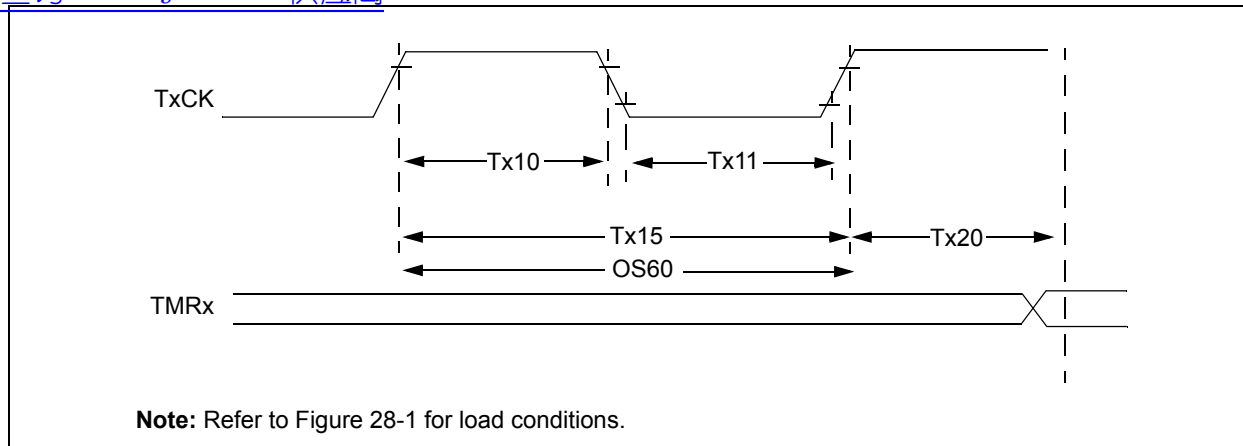 TxCK
Tx10
Tx11
Tx15
Tx20
OS60
TMRx
Note: Refer to Figure 28-1 for load conditions.